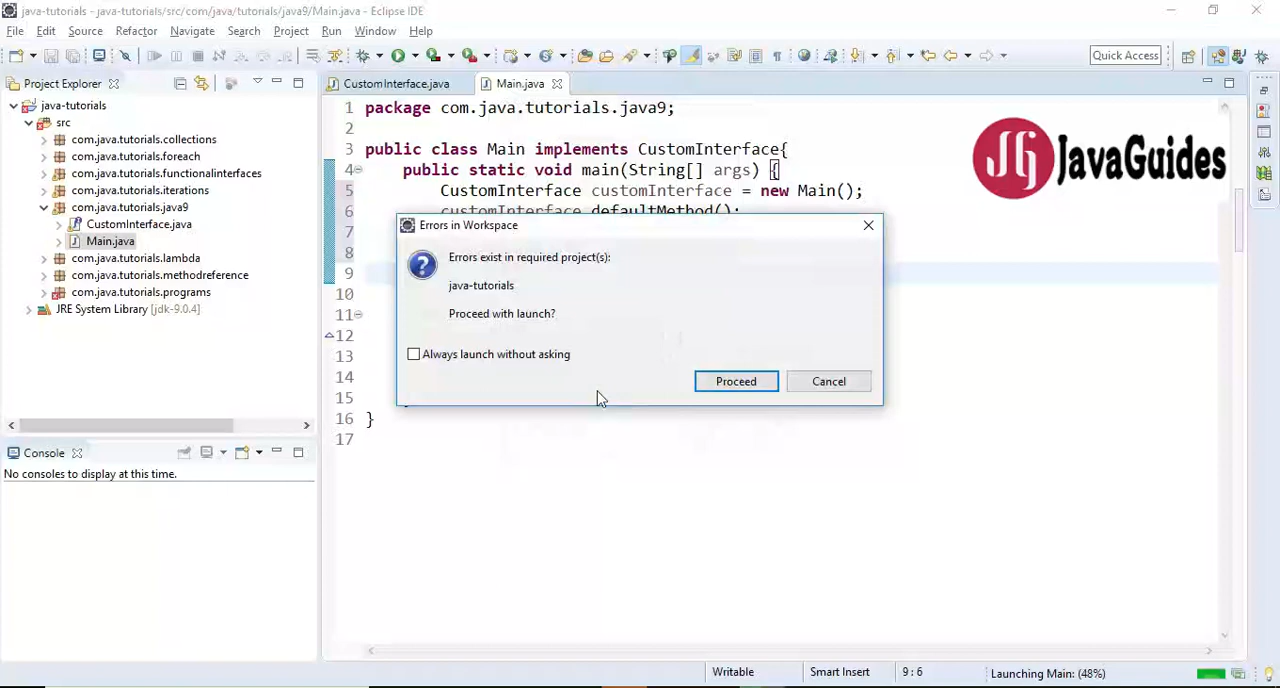 java-tutorials - java-tutorials/src/com/java/tutorials/java9/Main.java - Eclipse IDE
File Edit Source Refactor Navigate Search Project Run Window Help
Quick Access
Project Explorer
java-tutorials
src
com.java.tutorials.collections
com.java.tutorials.foreach
com.java.tutorials.functionalinterfaces
com.java.tutorials.iterations
com.java.tutorials.java9
CustomInterface.java
Main.java
com.java.tutorials.lambda
com.java.tutorials.methodreference
com.java.tutorials.programs
JRE System Library [jdk-9.0.4]
Console
No consoles to display at this time.
CustomInterface.java Main.java
1 package com.java.tutorials.java9;
2
3 public class Main implements CustomInterface{
4 public static void main(String[] args) {
5 CustomInterface customInterface = new Main();
6 customInterface.defaultMethod();
7
8
9
10
11
12
13
14
15
16 }
17
JG JavaGuides
Errors in Workspace
Errors exist in required project(s):
java-tutorials
Proceed with launch?
Always launch without asking
Proceed Cancel
Writable Smart Insert 9 : 6 Launching Main: (48%)